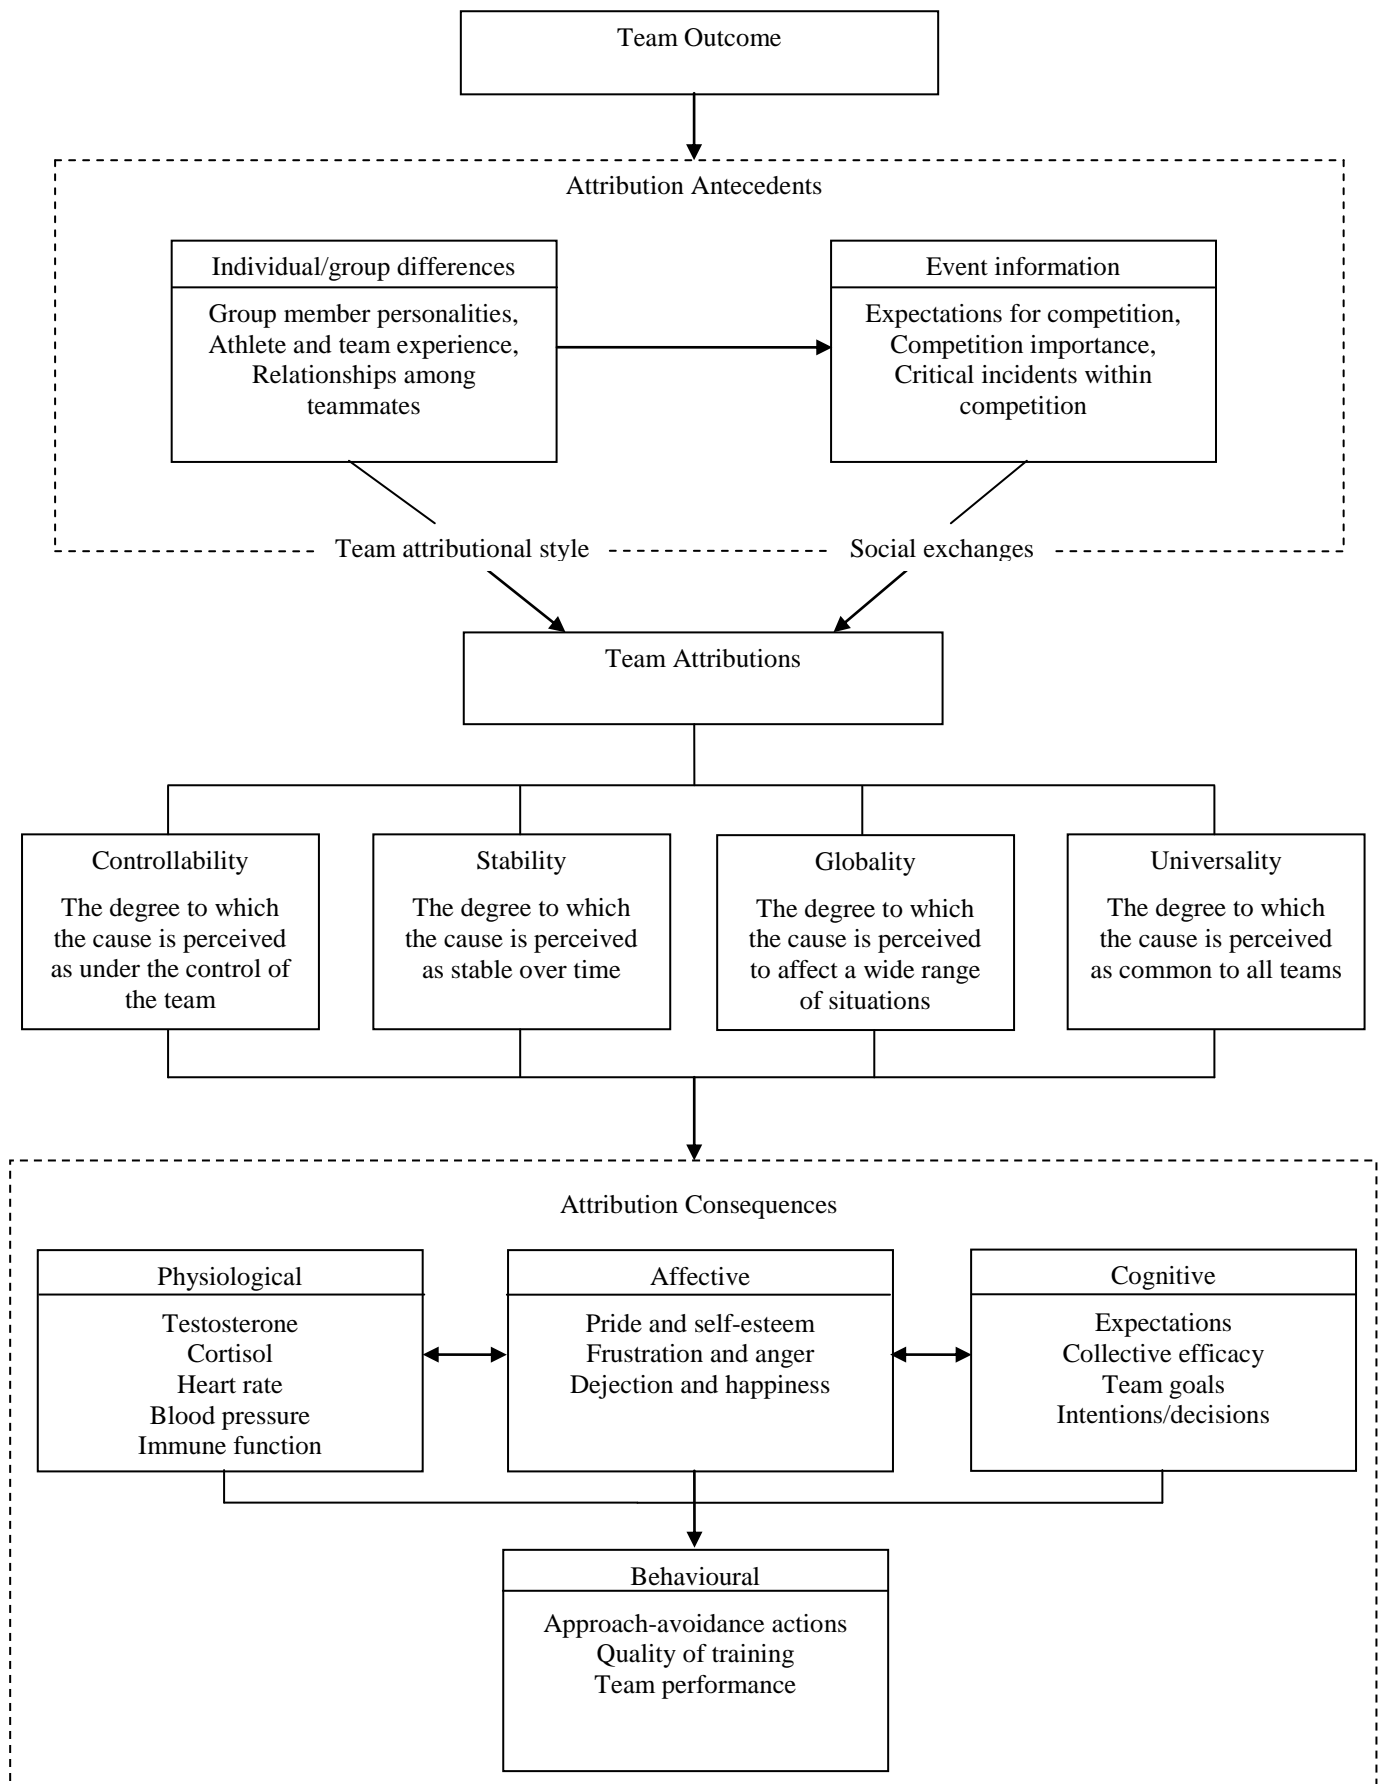 Team Outcome
Attribution Antecedents
Individual/group differences
Group member personalities,
Athlete and team experience,
Relationships among
teammates
Event information
Expectations for competition,
Competition importance,
Critical incidents within
competition
Team attributional style
Social exchanges
Team Attributions
Controllability
The degree to which
the cause is perceived
as under the control of
the team
Stability
The degree to which
the cause is perceived
as stable over time
Globality
The degree to which
the cause is perceived
to affect a wide range
of situations
Universality
The degree to which
the cause is perceived
as common to all teams
Attribution Consequences
Physiological
Testosterone
Cortisol
Heart rate
Blood pressure
Immune function
Affective
Pride and self-esteem
Frustration and anger
Dejection and happiness
Cognitive
Expectations
Collective efficacy
Team goals
Intentions/decisions
Behavioural
Approach-avoidance actions
Quality of training
Team performance